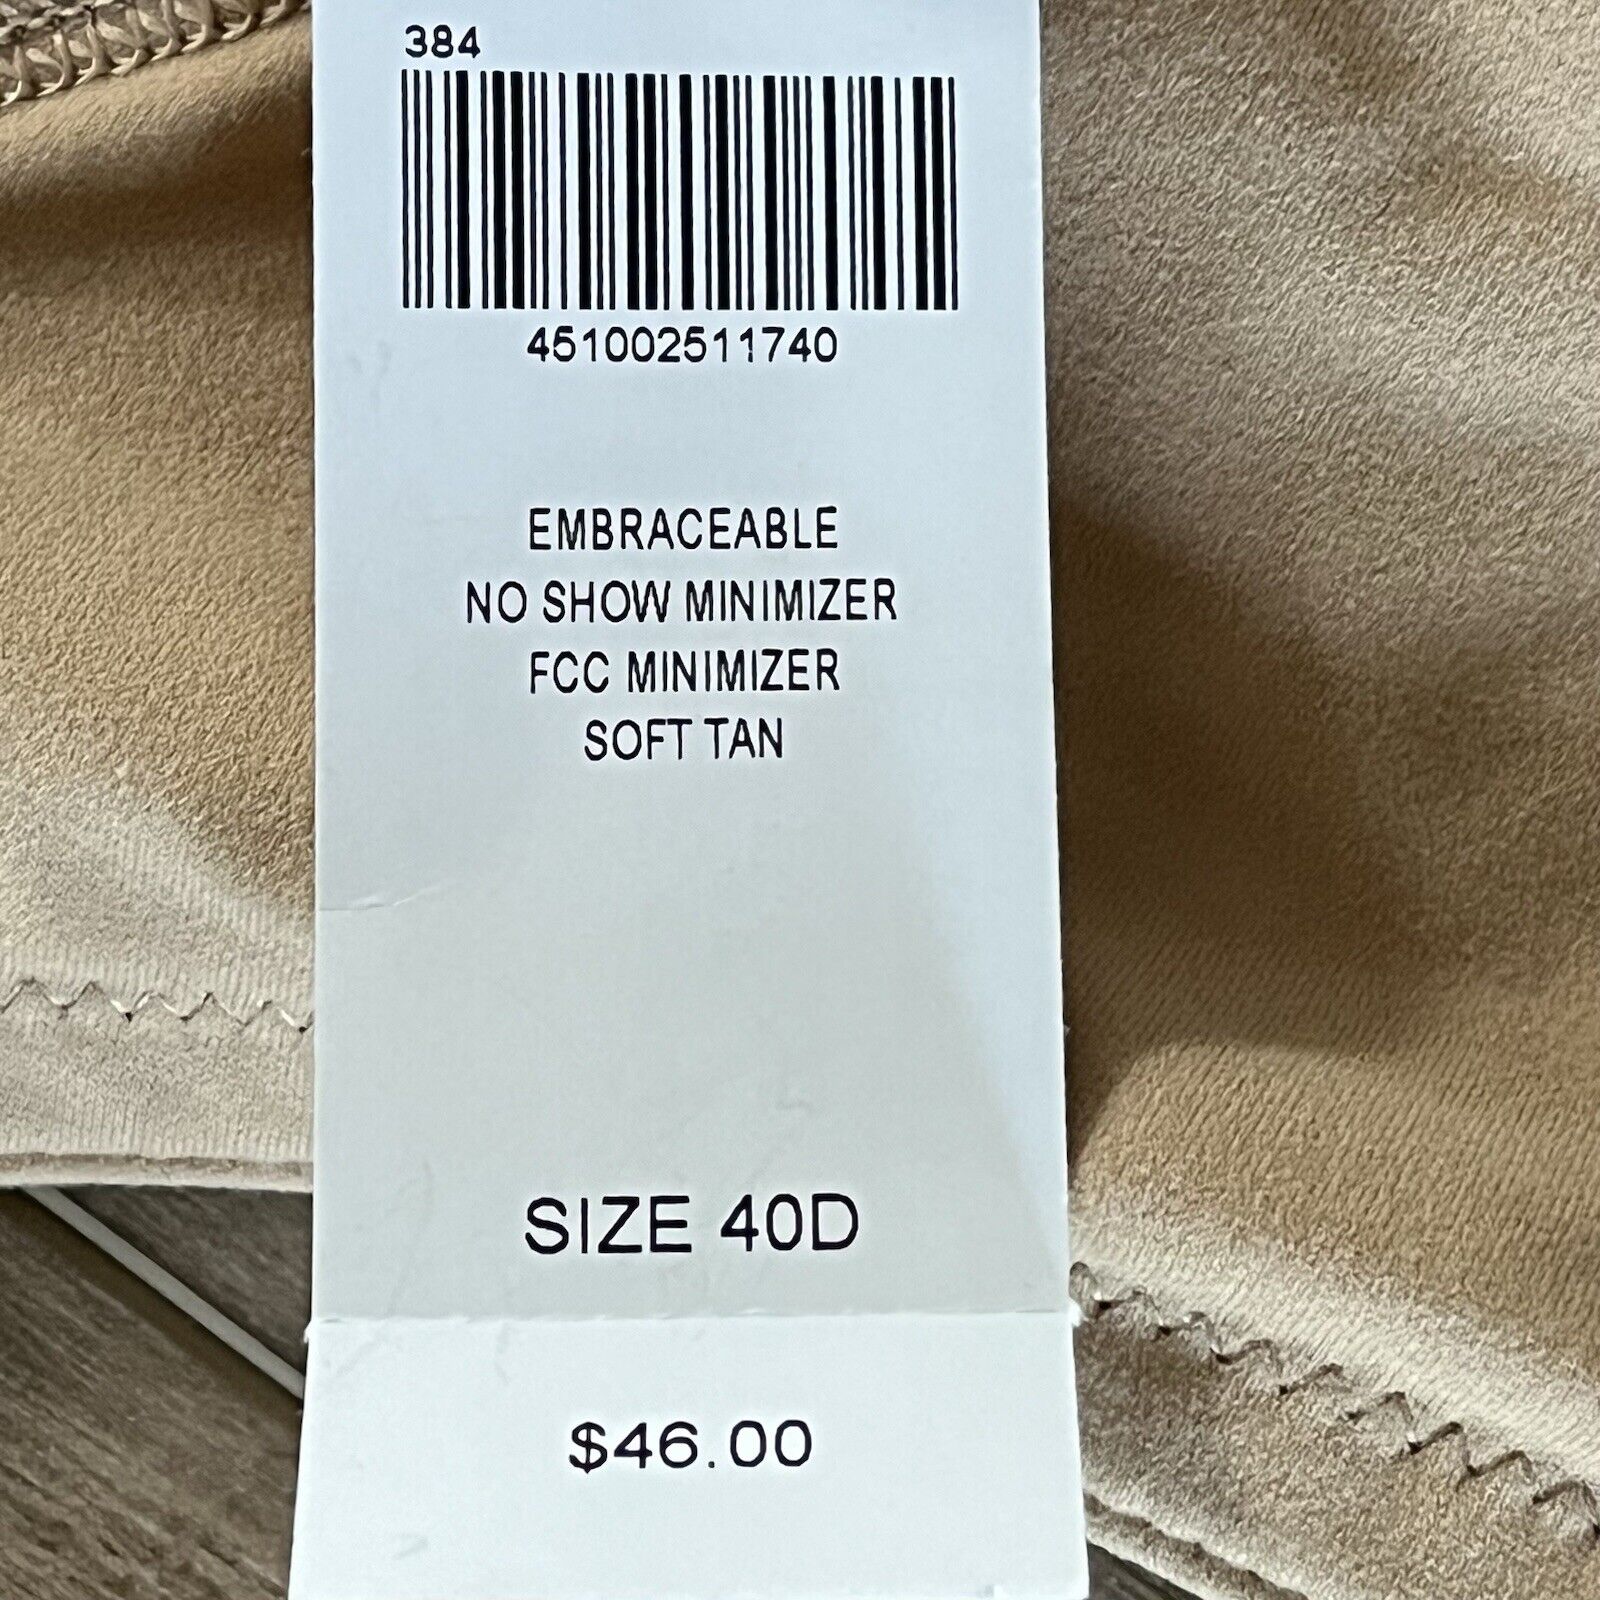 384
451002511740
EMBRACEABLE
NO SHOW MINIMIZER
FCC MINIMIZER
SOFT TAN
SIZE 40D
$46.00